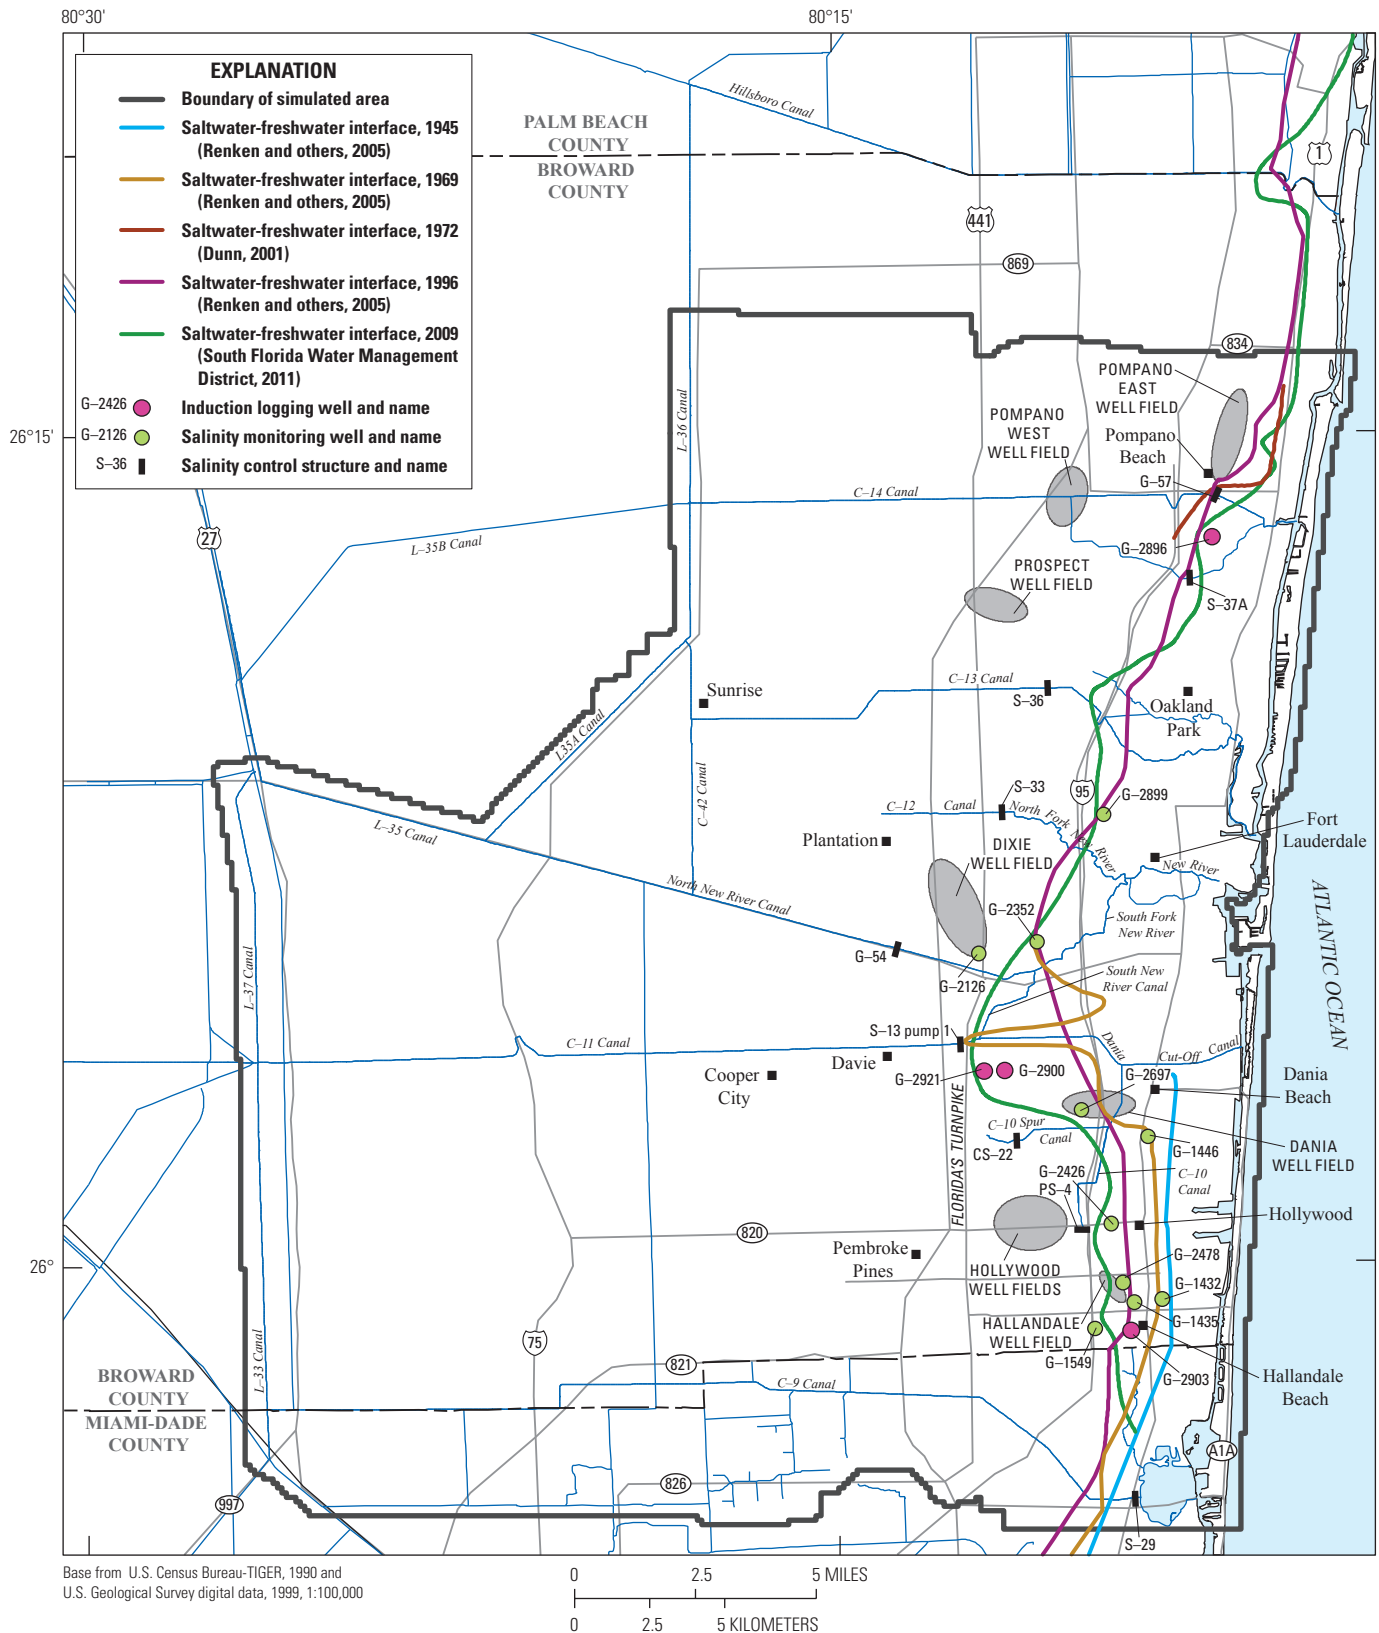 80°30'
80°15'
EXPLANATION
Boundary of simulated area
Saltwater-freshwater interface, 1945
(Renken and others, 2005)
Saltwater-freshwater interface, 1969
(Renken and others, 2005)
Saltwater-freshwater interface, 1972
(Dunn, 2001)
Saltwater-freshwater interface, 1996
(Renken and others, 2005)
Saltwater-freshwater interface, 2009
(South Florida Water Management
District, 2011)
G–2426
Induction logging well and name
G–2126
Salinity monitoring well and name
S–36
Salinity control structure and name
Hillsboro Canal
PALM BEACH
COUNTY
BROWARD
COUNTY
1
441
869
834
POMPANO
EAST
WELL FIELD
POMPANO
WEST
WELL FIELD
Pompano
Beach
G–57
26°15'
L–36 Canal
C–14 Canal
27
L–35B Canal
G–2896
PROSPECT
WELL FIELD
S–37A
C–13 Canal
Sunrise
S–36
Oakland
Park
L35A Canal
C–42 Canal
S–33
95
G–2899
C–12
Canal
North Fork New River
Fort
Lauderdale
L–35 Canal
Plantation
DIXIE
WELL FIELD
New River
North New River Canal
G–2352
South Fork
New River
ATLANTIC OCEAN
G–54
G–2126
South New
River Canal
L–37 Canal
S–13 pump 1
C–11 Canal
Dania
Cut-Off
Canal
Davie
Cooper
City
G–2921
G–2900
G–2697
Dania
Beach
FLORIDA'S TURNPIKE
C–10 Spur
Canal
CS–22
G–1446
DANIA
WELL FIELD
G–2426
PS–4
C–10
Canal
Hollywood
820
Pembroke
Pines
26°
HOLLYWOOD
WELL FIELDS
G–2478
G–1432
HALLANDALE
WELL FIELD
G–1435
75
G–1549
G–2903
L–33 Canal
821
Hallandale
Beach
BROWARD
COUNTY
MIAMI-DADE
COUNTY
C–9 Canal
A1A
826
997
S–29
Base from U.S. Census Bureau-TIGER, 1990 and
U.S. Geological Survey digital data, 1999, 1:100,000
0 2.5 5 MILES
0 2.5 5 KILOMETERS